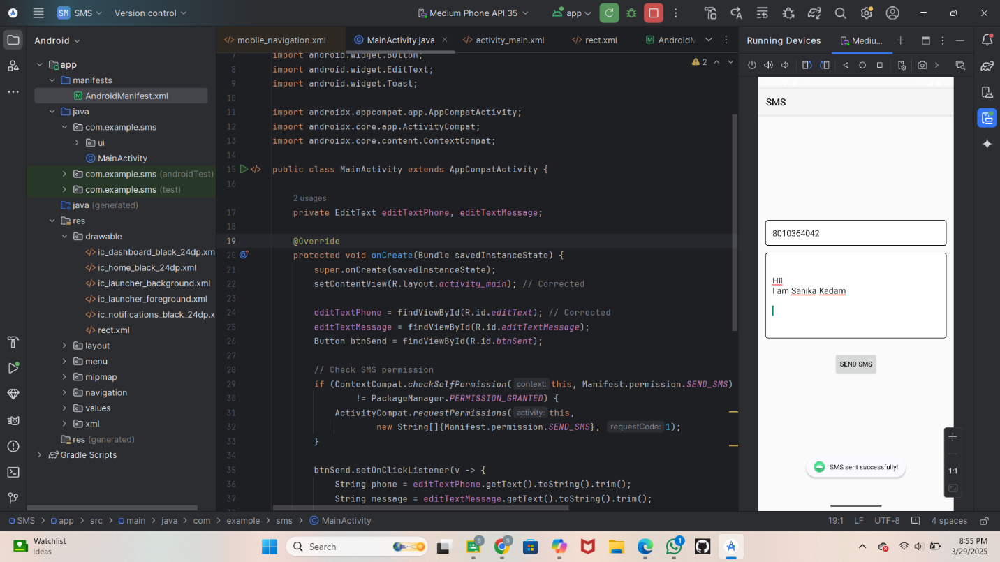 SM SMS
Version control
Medium Phone API 35
app
Android
app
manifests
AndroidManifest.xml
java
com.example.sms
ui
MainActivity
com.example.sms (androidTest)
com.example.sms (test)
java (generated)
res
drawable
ic_dashboard_black_24dp.xm
ic_home_black_24dp.xml
ic_launcher_background.xml
ic_launcher_foreground.xml
ic_notifications_black_24dp.x
rect.xml
layout
menu
mipmap
navigation
values
xml
res (generated)
Gradle Scripts
mobile_navigation.xml
MainActivity.java
activity_main.xml
rect.xml
AndroidM
2
7 import android.widget.Button;
8 import android.widget.EditText;
9 import android.widget.Toast;
10
11 import androidx.appcompat.app.AppCompatActivity;
12 import androidx.core.app.ActivityCompat;
13 import androidx.core.content.ContextCompat;
14
15 public class MainActivity extends AppCompatActivity {
16
2 usages
17 private EditText editTextPhone, editTextMessage;
18
19 @Override
20 protected void onCreate(Bundle savedInstanceState) {
21 super.onCreate(savedInstanceState);
22 setContentView(R.layout.activity_main); // Corrected
23
24 editTextPhone = findViewById(R.id.editText); // Corrected
25 editTextMessage = findViewById(R.id.editTextMessage);
26 Button btnSend = findViewById(R.id.btnSent);
27
28 // Check SMS permission
29 if (ContextCompat.checkSelfPermission( context: this, Manifest.permission.SEND_SMS)
30 != PackageManager.PERMISSION_GRANTED) {
31 ActivityCompat.requestPermissions( activity: this,
32 new String[]{Manifest.permission.SEND_SMS}, requestCode: 1);
33 }
34
35 btnSend.setOnClickListener(v -> {
36 String phone = editTextPhone.getText().toString().trim();
37 String message = editTextMessage.getText().toString().trim();
Running Devices
Mediu...
SMS
8010364042
Hii
I am Sanika Kadam
SEND SMS
SMS sent successfully!
1:1
SMS > app > src > main > java > com > example > sms > MainActivity
19:1 LF UTF-8 4 spaces
Watchlist
Ideas
Search
S
S
1
8:55 PM
3/29/2025